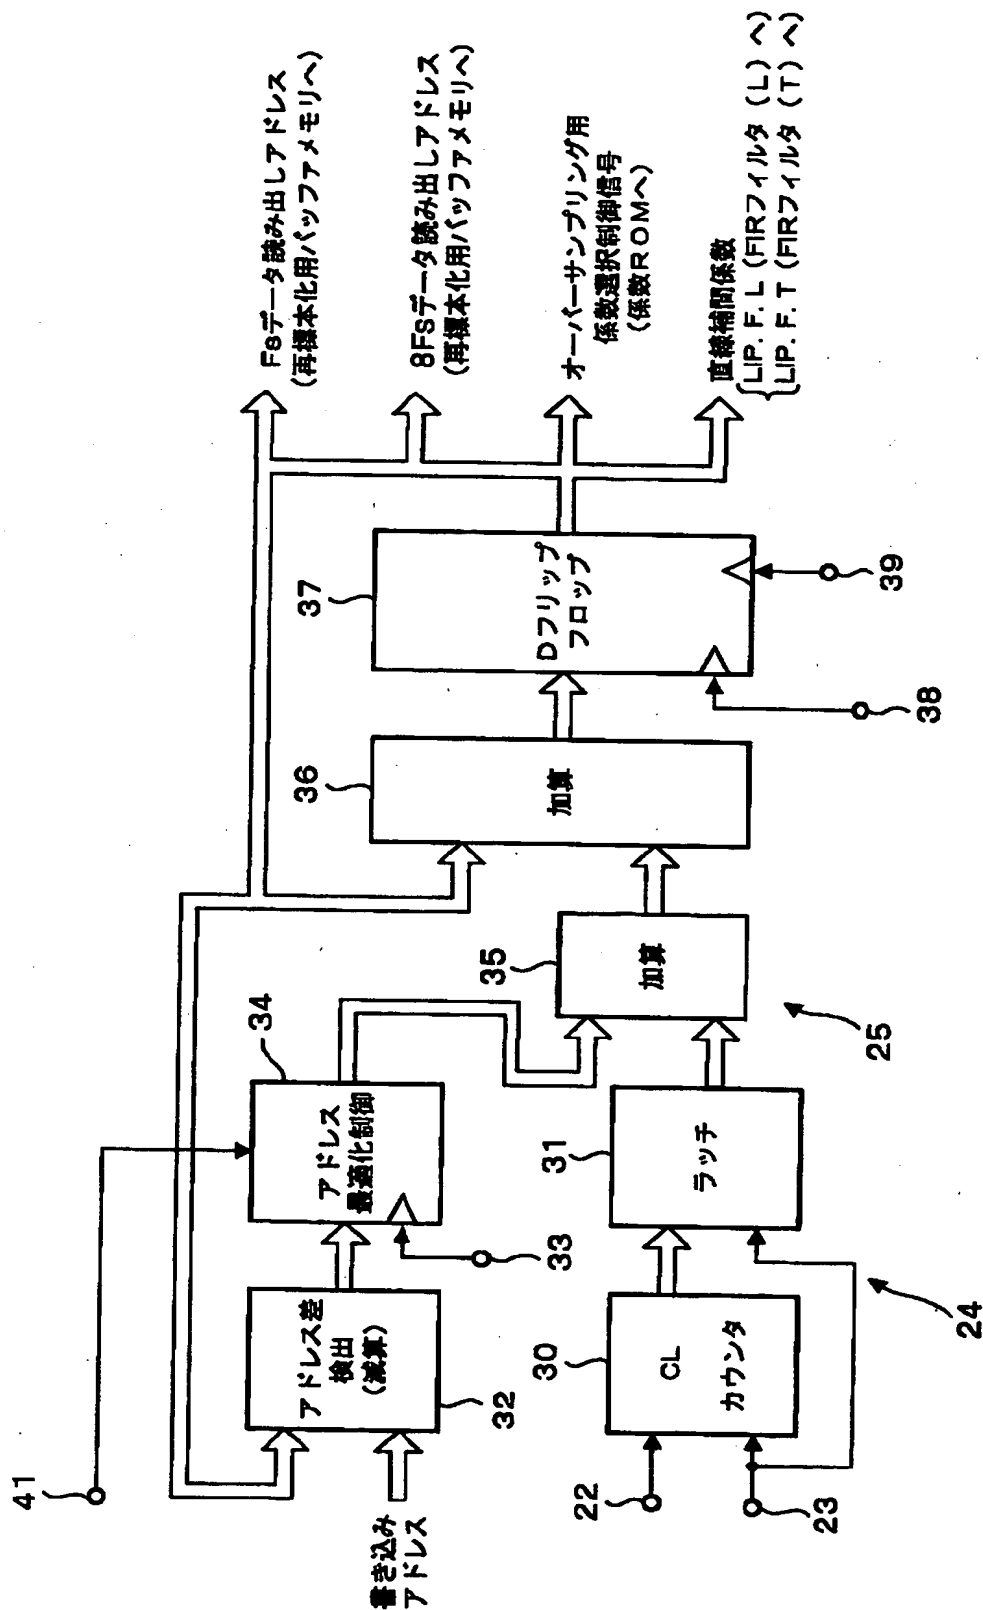 41
書き込み
アドレス
アドレス差
検出
(減算)
32
33
アドレス
最適化制御
34
22
23
CL
カウンタ
30
24
ラッチ
31
25
加算
35
加算
36
Dフリップ
フロップ
37
38
39
Fsデータ読み出しアドレス
(再標本化用バッファメモリへ)
8Fsデータ読み出しアドレス
(再標本化用バッファメモリへ)
オーバーサンプリング用
係数選択制御信号
(係数ROMへ)
直線補間係数
LIP. F. L (FIRフィルタ (L) へ)
LIP. F. T (FIRフィルタ (T) へ)